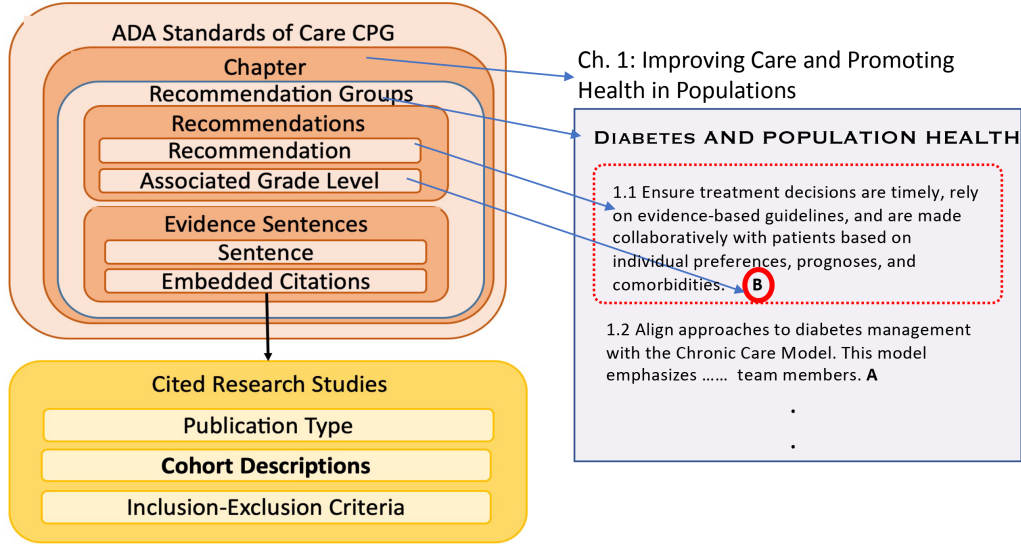 ADA Standards of Care CPG
Chapter
Recommendation Groups
Recommendations
Recommendation
Associated Grade Level
Evidence Sentences
Sentence
Embedded Citations
Cited Research Studies
Publication Type
Cohort Descriptions
Inclusion-Exclusion Criteria
Ch. 1: Improving Care and Promoting
Health in Populations
DIABETES AND POPULATION HEALTH
1.1 Ensure treatment decisions are timely, rely
on evidence-based guidelines, and are made
collaboratively with patients based on
individual preferences, prognoses, and
comorbidities. B
1.2 Align approaches to diabetes management
with the Chronic Care Model. This model
emphasizes …… team members. A
.
.